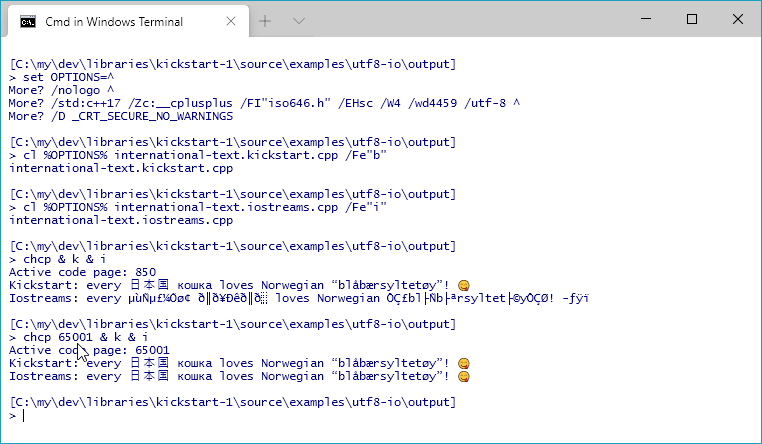 Cmd in Windows Terminal
[C:\my\dev\libraries\kickstart-1\source\examples\utf8-io\output]
> set OPTIONS=^
More? /nologo ^
More? /std:c++17 /Zc:__cplusplus /FI"iso646.h" /EHsc /W4 /wd4459 /utf-8 ^
More? /D _CRT_SECURE_NO_WARNINGS
[C:\my\dev\libraries\kickstart-1\source\examples\utf8-io\output]
> cl %OPTIONS% international-text.kickstart.cpp /Fe"b"
international-text.kickstart.cpp
[C:\my\dev\libraries\kickstart-1\source\examples\utf8-io\output]
> cl %OPTIONS% international-text.iostreams.cpp /Fe"i"
international-text.iostreams.cpp
[C:\my\dev\libraries\kickstart-1\source\examples\utf8-io\output]
> chcp & k & i
Active code page: 850
Kickstart: every 日本国 кошка loves Norwegian “blåbærsyltetøy”! 😋
Iostreams: every µùÑµ£¼Õø¢ ð║ð¥Ðêð║ð░ loves Norwegian ÔÇ£bl├Ñb├ªrsyltet├©yÔÇØ! -ƒÿï
[C:\my\dev\libraries\kickstart-1\source\examples\utf8-io\output]
> chcp 65001 & k & i
Active code page: 65001
Kickstart: every 日本国 кошка loves Norwegian “blåbærsyltetøy”! 😋
Iostreams: every 日本国 кошка loves Norwegian “blåbærsyltetøy”! 😋
[C:\my\dev\libraries\kickstart-1\source\examples\utf8-io\output]
>